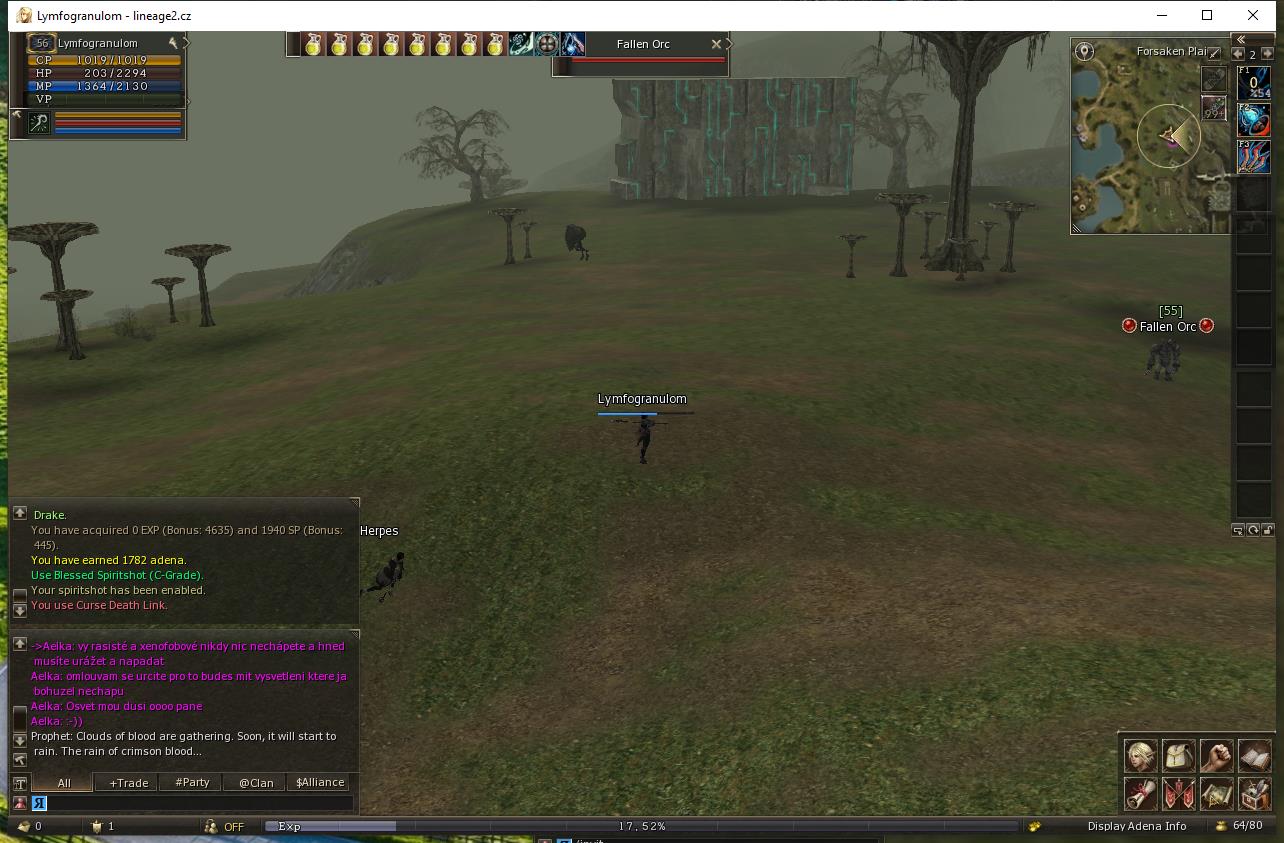 Lymfogranulom - lineage2.cz
56 Lymfogranulom
CP 1019/1019
HP 203/2294
MP 1364/2130
VP
Fallen Orc
Forsaken Plai
2
99+
F1
0
%54
F2
F3
[55]
Fallen Orc
Lymfogranulom
Herpes
Drake.
You have acquired 0 EXP (Bonus: 4635) and 1940 SP (Bonus:
445).
You have earned 1782 adena.
Use Blessed Spiritshot (C-Grade).
Your spiritshot has been enabled.
You use Curse Death Link.
->Aelka: vy rasisté a xenofobové nikdy nic nechápete a hned
musíte urážet a napadat
Aelka: omlouvam se urcite pro to budes mit vysvetleni ktere ja
bohuzel nechapu
Aelka: Osvet mou dusi oooo pane
Aelka: :-))
Prophet: Clouds of blood are gathering. Soon, it will start to
rain. The rain of crimson blood...
All +Trade #Party @Clan $Alliance
Я
0 1 OFF Exp 17,52% Display Adena Info 64/80